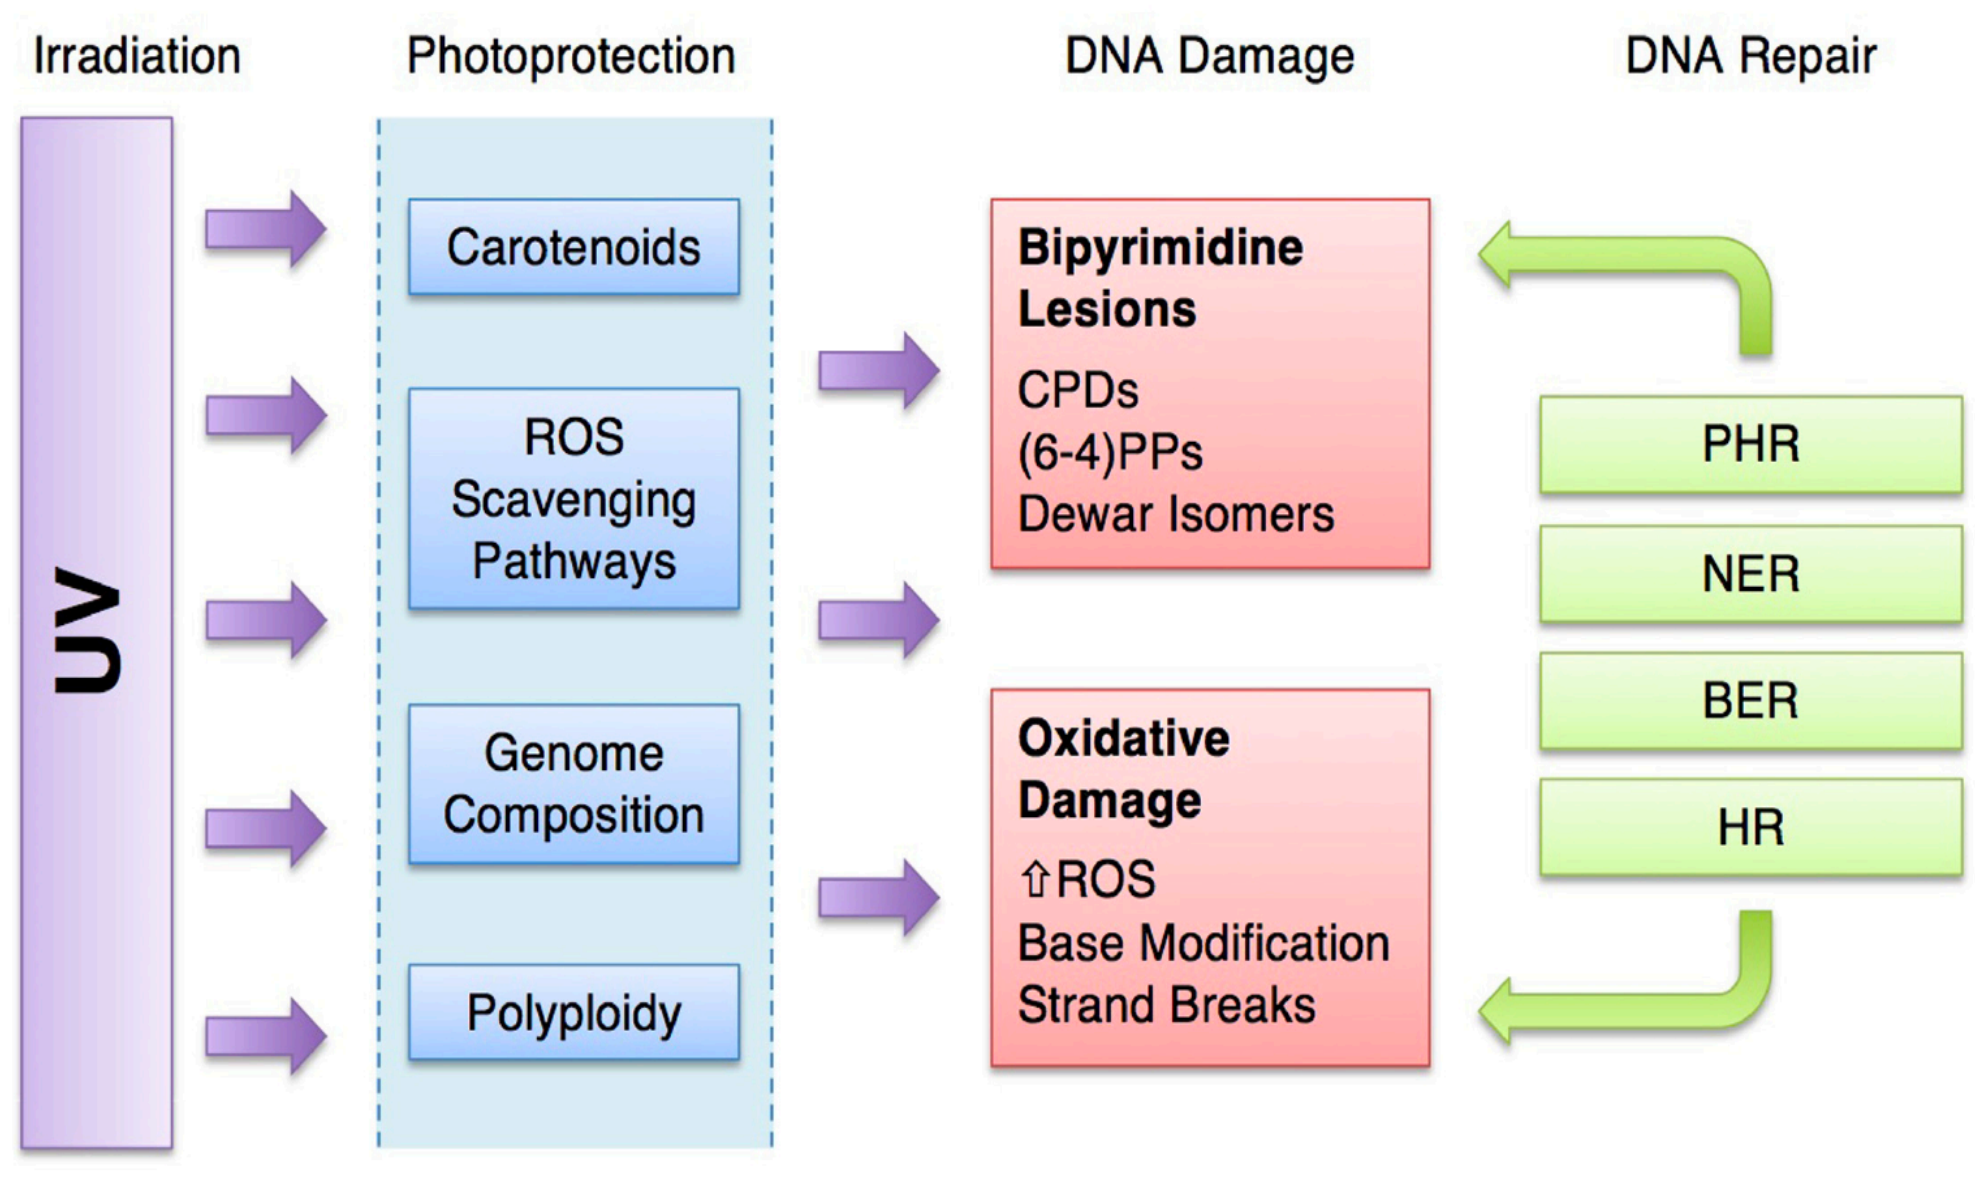 Irradiation
Photoprotection
DNA Damage
DNA Repair
UV
Carotenoids
ROS
Scavenging
Pathways
Genome
Composition
Polyploidy
Bipyrimidine
Lesions
CPDs
(6-4)PPs
Dewar Isomers
Oxidative
Damage
⇧ROS
Base Modification
Strand Breaks
PHR
NER
BER
HR